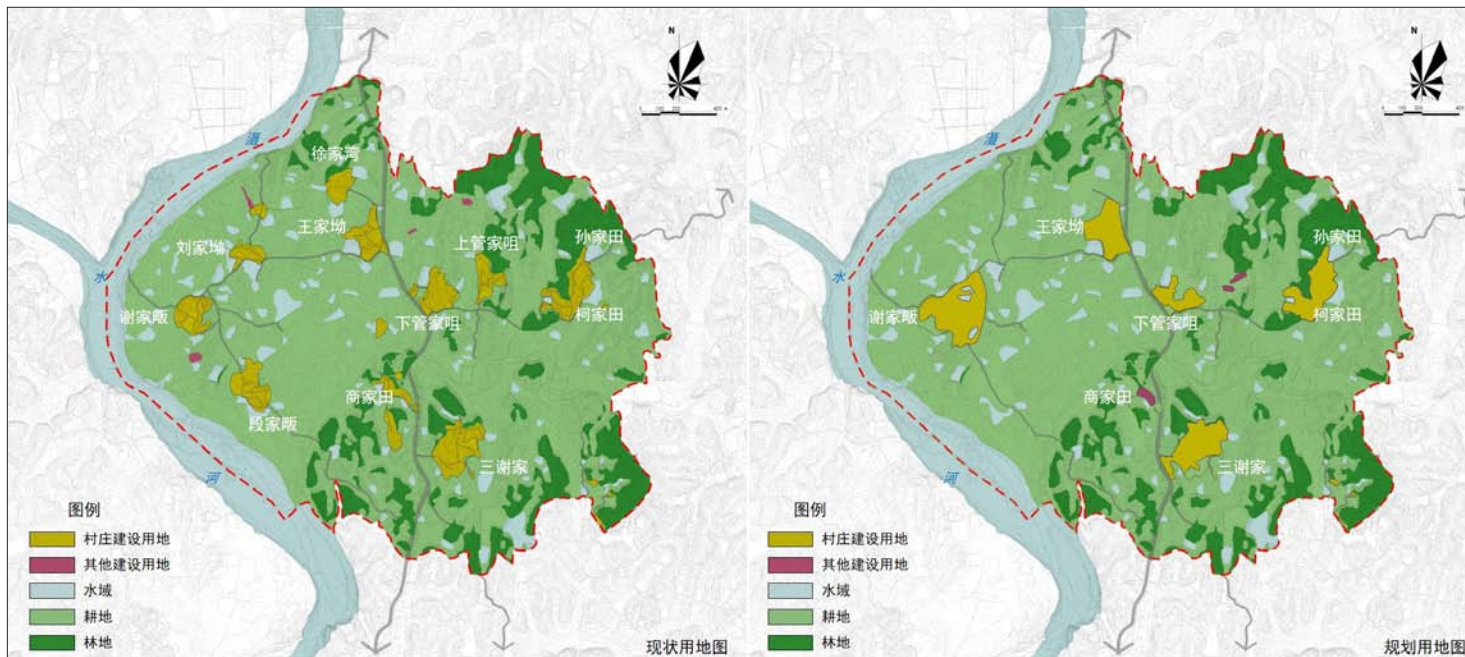 N
徐家湾
滠
王家坳
刘家坳
上管家咀
孙家田
水
谢家畈
下管家咀
柯家田
商家田
段家畈
三谢家
河
图例
村庄建设用地
其他建设用地
水域
耕地
林地
现状用地图
N
滠
王家坳
孙家田
水
谢家畈
下管家咀
柯家田
商家田
三谢家
河
图例
村庄建设用地
其他建设用地
水域
耕地
林地
规划用地图